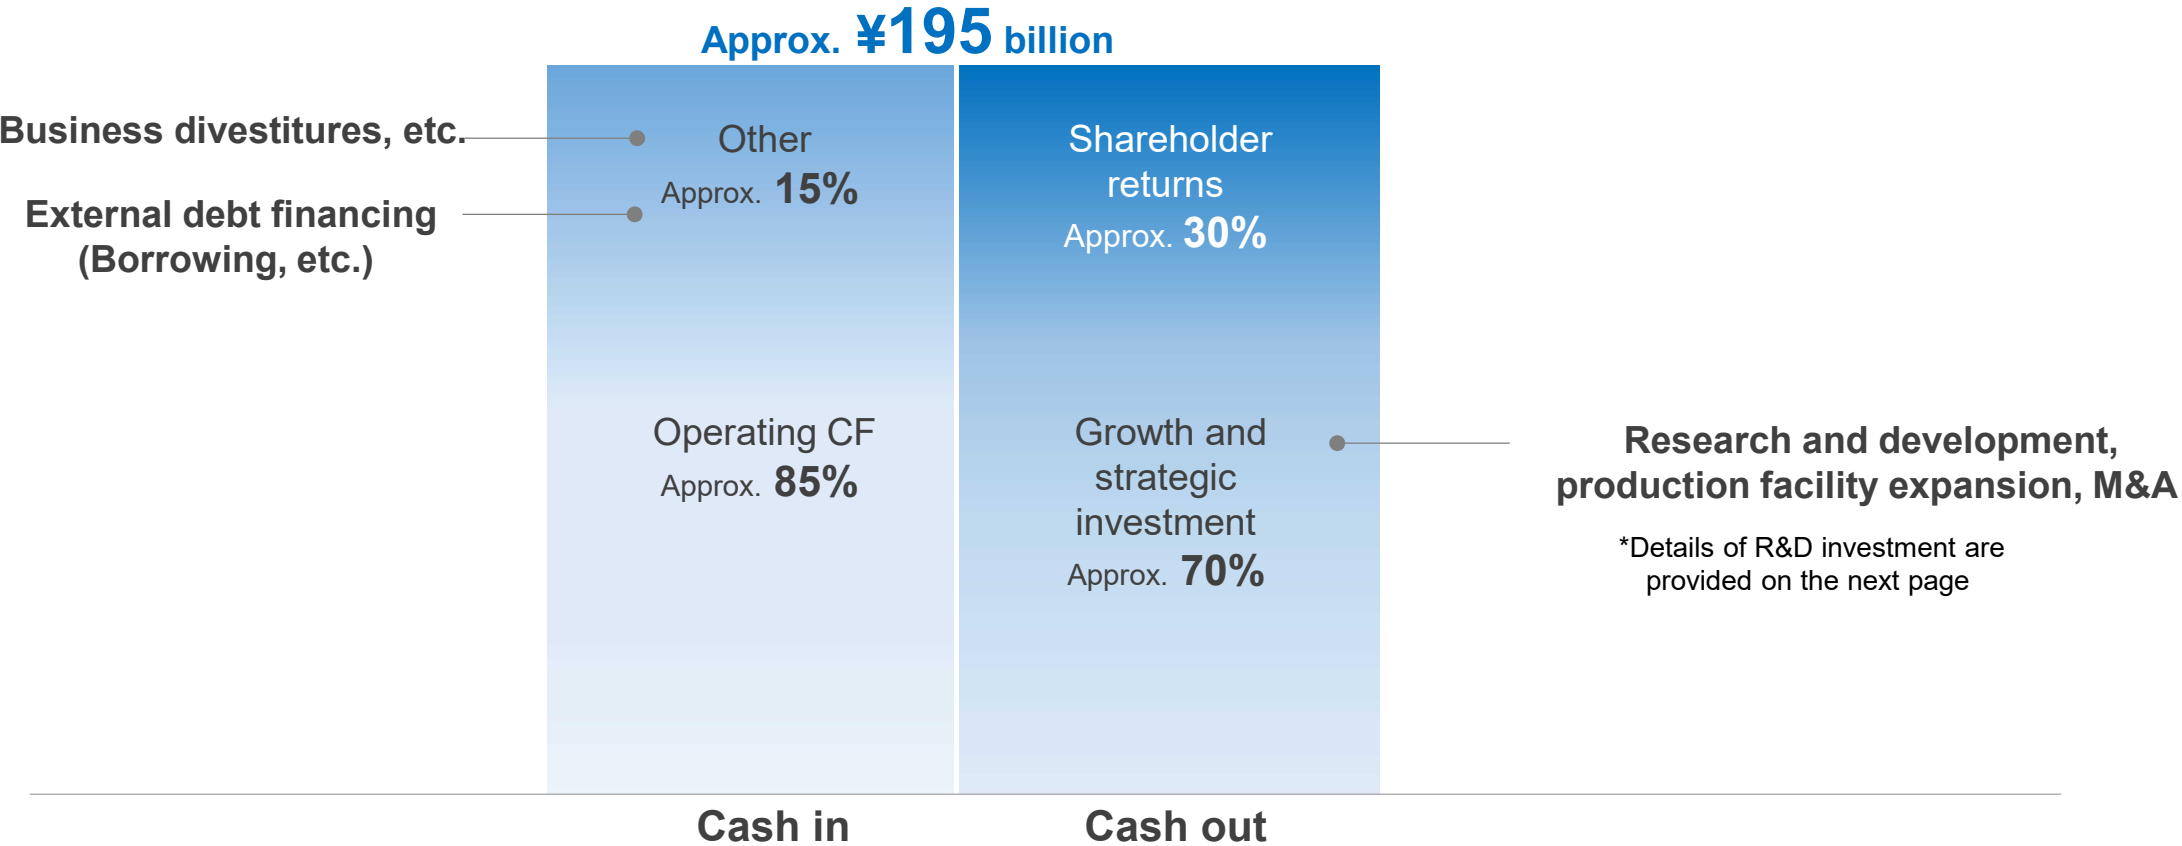 Approx. ¥195 billion
Business divestitures, etc.
External debt financing
(Borrowing, etc.)
Other
Approx. 15%
Operating CF
Approx. 85%
Shareholder
returns
Approx. 30%
Growth and
strategic
investment
Approx. 70%
Research and development,
production facility expansion, M&A
*Details of R&D investment are
provided on the next page
Cash in
Cash out